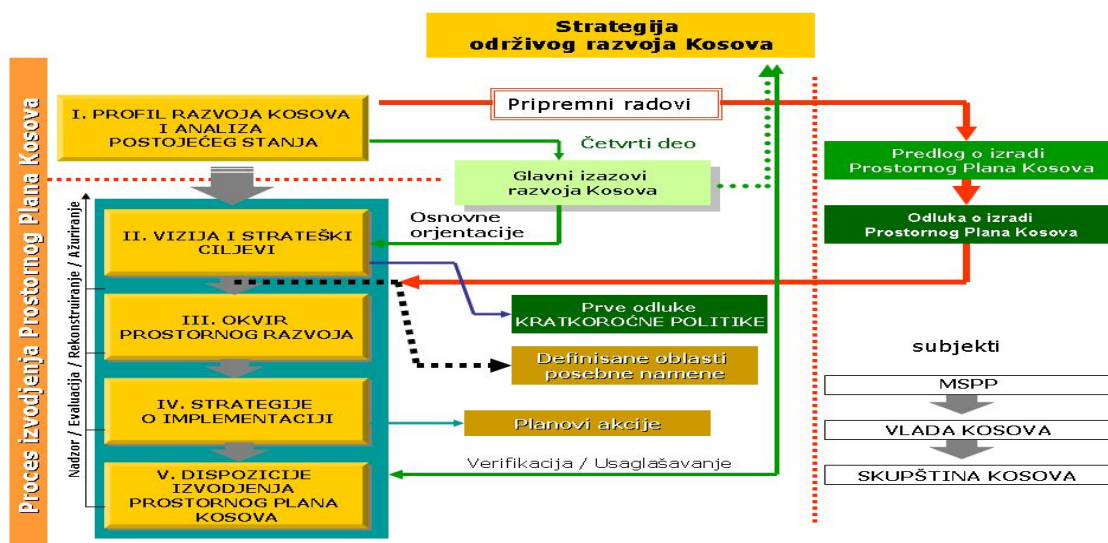 Strategija
održivog razvoja Kosova
Proces izvodjenja Prostornog Plana Kosova
I. PROFIL RAZVOJA KOSOVA
I ANALIZA
POSTOJEĆEG STANJA
Pripremni radovi
Četvrti deo
Glavni izazovi
razvoja Kosova
Predlog o izradi
Prostornog Plana Kosova
Odluka o izradi
Prostornog Plana Kosova
Osnovne
orjentacije
Nadzor / Evaluacija / Rekonstruiranje / Ažuriranje
II. VIZIJA I STRATEŠKI
CILJEVI
III. OKVIR
PROSTORNOG RAZVOJA
Prve odluke
KRATKOROĆNE POLITIKE
Definisane oblasti
posebne namene
IV. STRATEGIJE
O IMPLEMENTACIJI
Planovi akcije
Verifikacija / Usaglašavanje
V. DISPOZICIJE
IZVODJENJA
PROSTORNOG PLANA
KOSOVA
subjekti
MSPP
VLADA KOSOVA
SKUPŠTINA KOSOVA